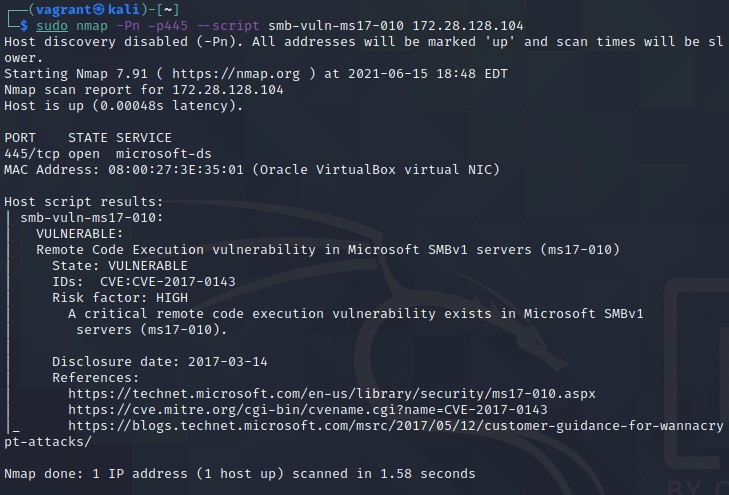 ┌──(vagrant㉿kali)-[~]
└─$ sudo nmap -Pn -p445 --script smb-vuln-ms17-010 172.28.128.104
Host discovery disabled (-Pn). All addresses will be marked 'up' and scan times will be sl
ower.
Starting Nmap 7.91 ( https://nmap.org ) at 2021-06-15 18:48 EDT
Nmap scan report for 172.28.128.104
Host is up (0.00048s latency).

PORT    STATE SERVICE
445/tcp open  microsoft-ds
MAC Address: 08:00:27:3E:35:01 (Oracle VirtualBox virtual NIC)

Host script results:
| smb-vuln-ms17-010:
|   VULNERABLE:
|   Remote Code Execution vulnerability in Microsoft SMBv1 servers (ms17-010)
|     State: VULNERABLE
|     IDs:  CVE:CVE-2017-0143
|     Risk factor: HIGH
|       A critical remote code execution vulnerability exists in Microsoft SMBv1
|        servers (ms17-010).
|
|     Disclosure date: 2017-03-14
|     References:
|       https://technet.microsoft.com/en-us/library/security/ms17-010.aspx
|       https://cve.mitre.org/cgi-bin/cvename.cgi?name=CVE-2017-0143
|_      https://blogs.technet.microsoft.com/msrc/2017/05/12/customer-guidance-for-wannacry
pt-attacks/

Nmap done: 1 IP address (1 host up) scanned in 1.58 seconds
BY